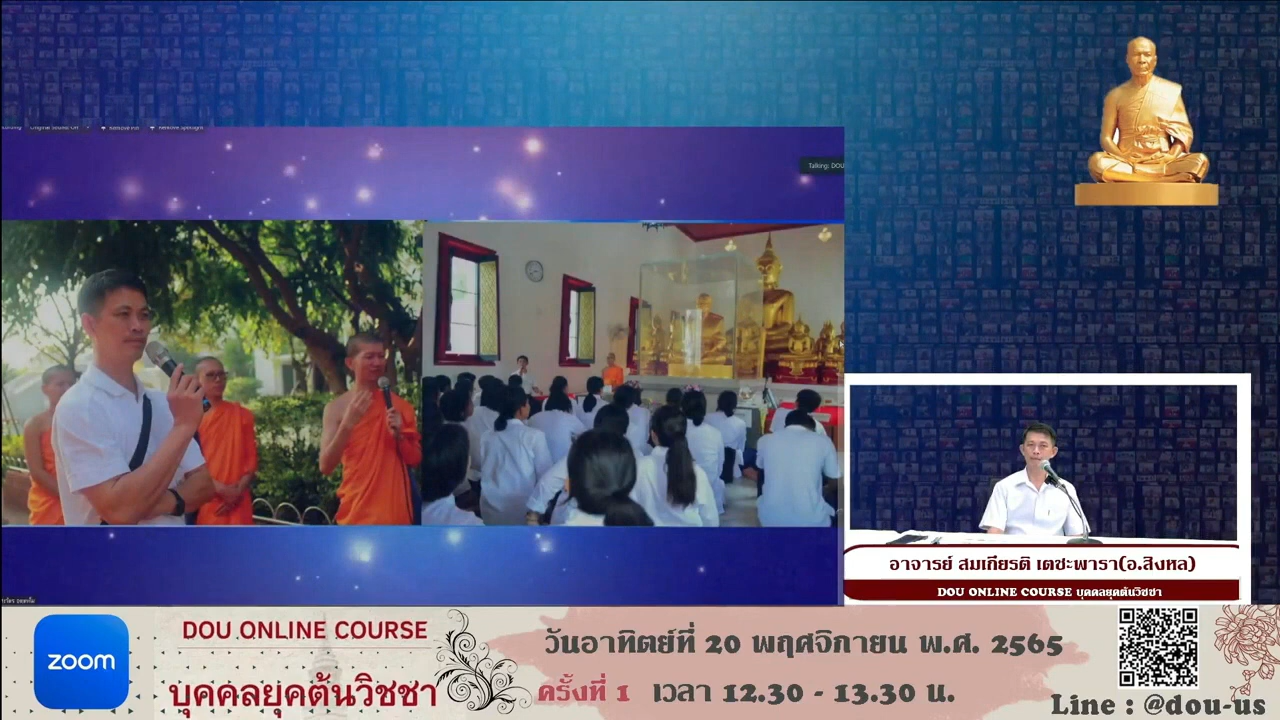 Talking: DOU
อาจารย์ สมเกียรติ เตชะพารา(อ.สิงหล)
DOU ONLINE COURSE บุคคลยุคต้นวิชชา
zoom
DOU ONLINE COURSE
บุคคลยุคต้นวิชชา
วันอาทิตย์ที่ 20 พฤศจิกายน พ.ศ. 2565
ครั้งที่ 1 เวลา 12.30 - 13.30 น.
Line : @dou-us